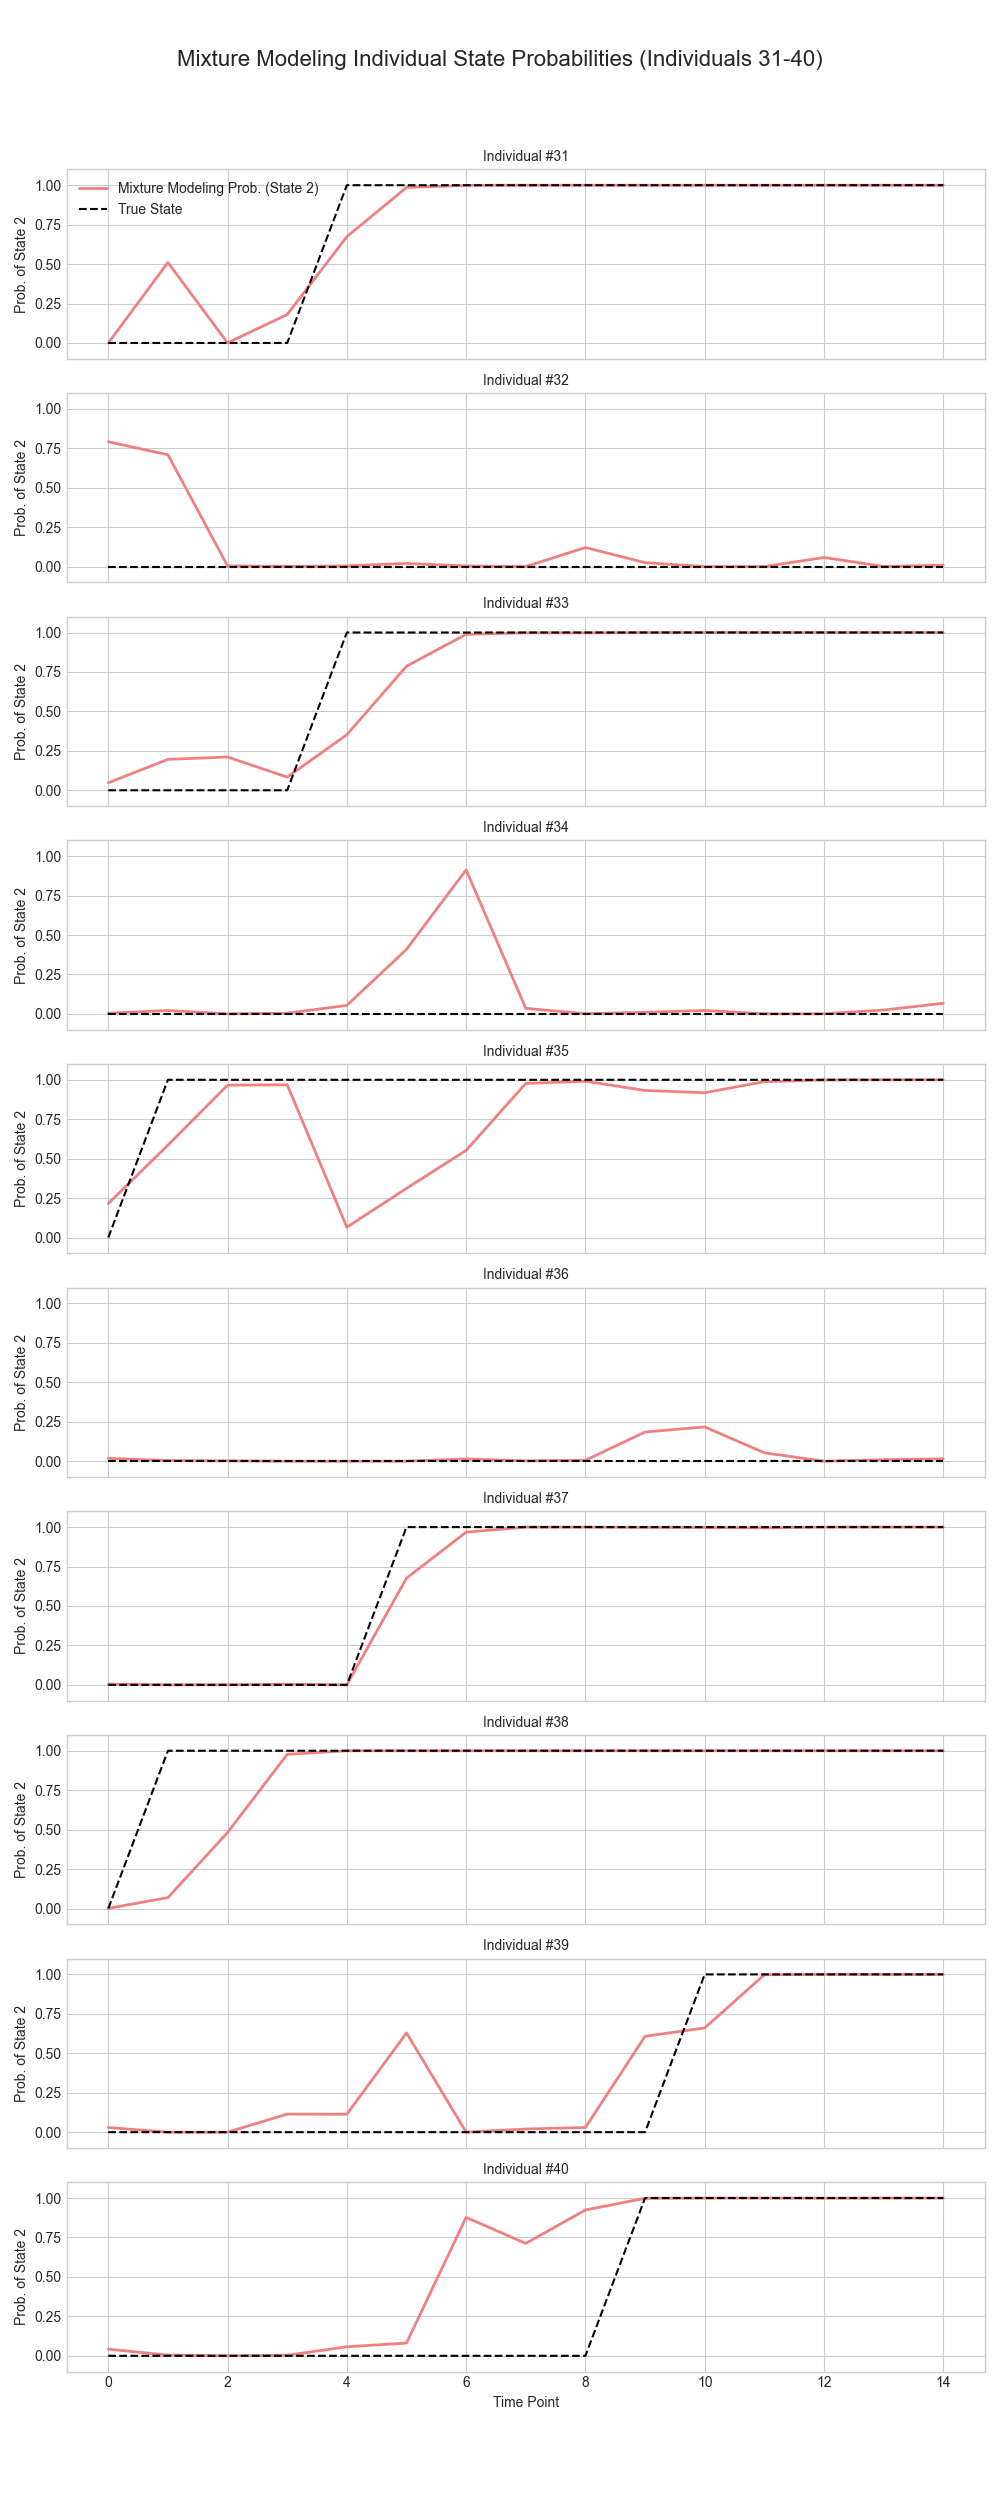 Mixture Modeling Individual State Probabilities (Individuals 31-40)
Individual #31
Mixture Modeling Prob. (State 2)
True State
Prob. of State 2
1.00
0.75
0.50
0.25
0.00
Individual #32
Prob. of State 2
1.00
0.75
0.50
0.25
0.00
Individual #33
Prob. of State 2
1.00
0.75
0.50
0.25
0.00
Individual #34
Prob. of State 2
1.00
0.75
0.50
0.25
0.00
Individual #35
Prob. of State 2
1.00
0.75
0.50
0.25
0.00
Individual #36
Prob. of State 2
1.00
0.75
0.50
0.25
0.00
Individual #37
Prob. of State 2
1.00
0.75
0.50
0.25
0.00
Individual #38
Prob. of State 2
1.00
0.75
0.50
0.25
0.00
Individual #39
Prob. of State 2
1.00
0.75
0.50
0.25
0.00
Individual #40
Prob. of State 2
1.00
0.75
0.50
0.25
0.00
0 2 4 6 8 10 12 14
Time Point